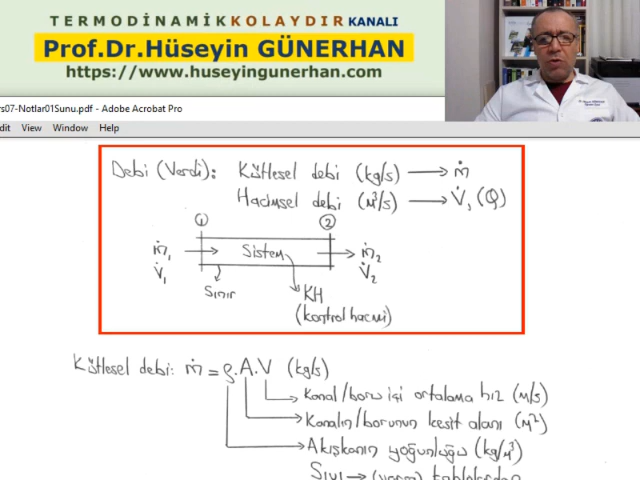 TERMODİNAMİKKOLAYDIR KANALI
Prof.Dr.Hüseyin GÜNERHAN
https://www.huseyingunerhan.com
rs07-Notlar01Sunu.pdf - Adobe Acrobat Pro
dit View Window Help
Debi (Verdi): Kütlesel debi (kg/s) → ṁ
Hacimsel debi (m³/s) → V̇, (Q)
① ②
ṁ₁ Sistem ṁ₂
V̇₁ V̇₂
Sınır KH
(kontrol hacmi)
Kütlesel debi: ṁ = ρ.A.V (kg/s)
Kanal/boru içi ortalama hız (m/s)
Kanalın/borunun kesit alanı (m²)
Akışkanın yoğunluğu (kg/m³)
Sıvı →